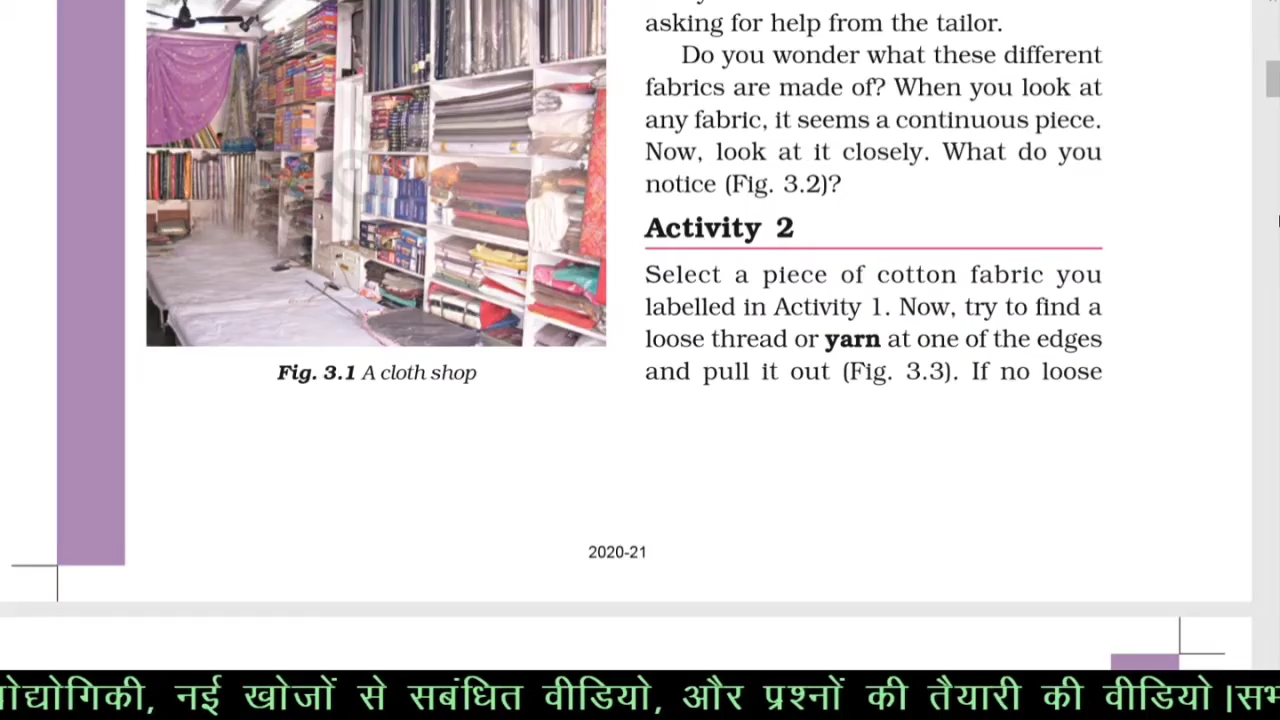 asking for help from the tailor.
Do you wonder what these different
fabrics are made of? When you look at
any fabric, it seems a continuous piece.
Now, look at it closely. What do you
notice (Fig. 3.2)?
Activity 2
Select a piece of cotton fabric you
labelled in Activity 1. Now, try to find a
loose thread or yarn at one of the edges
and pull it out (Fig. 3.3). If no loose
Fig. 3.1 A cloth shop
2020-21
नई खोजों से सबंधित वीडियो, और प्रश्नों की तैयारी की वीडियो |